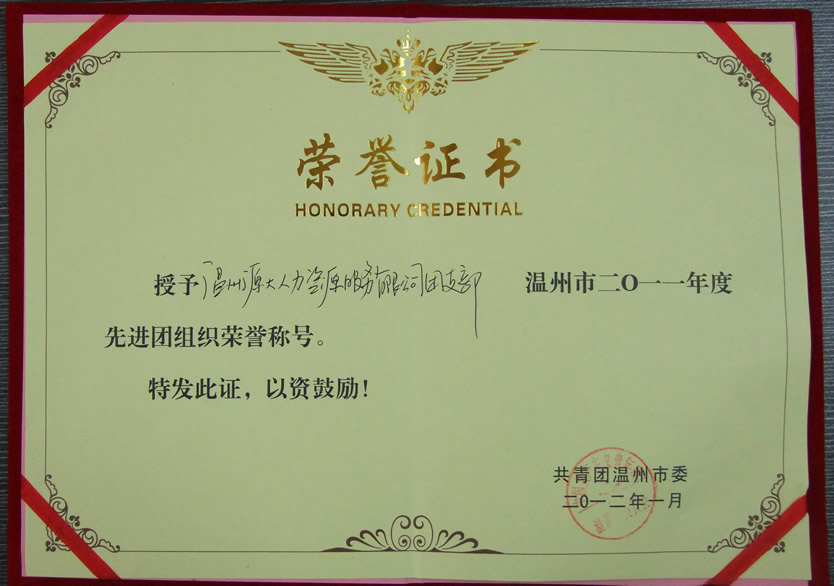 荣誉证书
HONORARY CREDENTIAL
授予温州源大人力资源服务有限公司团支部 温州市二〇一一年度
先进团组织荣誉称号。
特发此证，以资鼓励！
共青团温州市委
二〇一二年一月